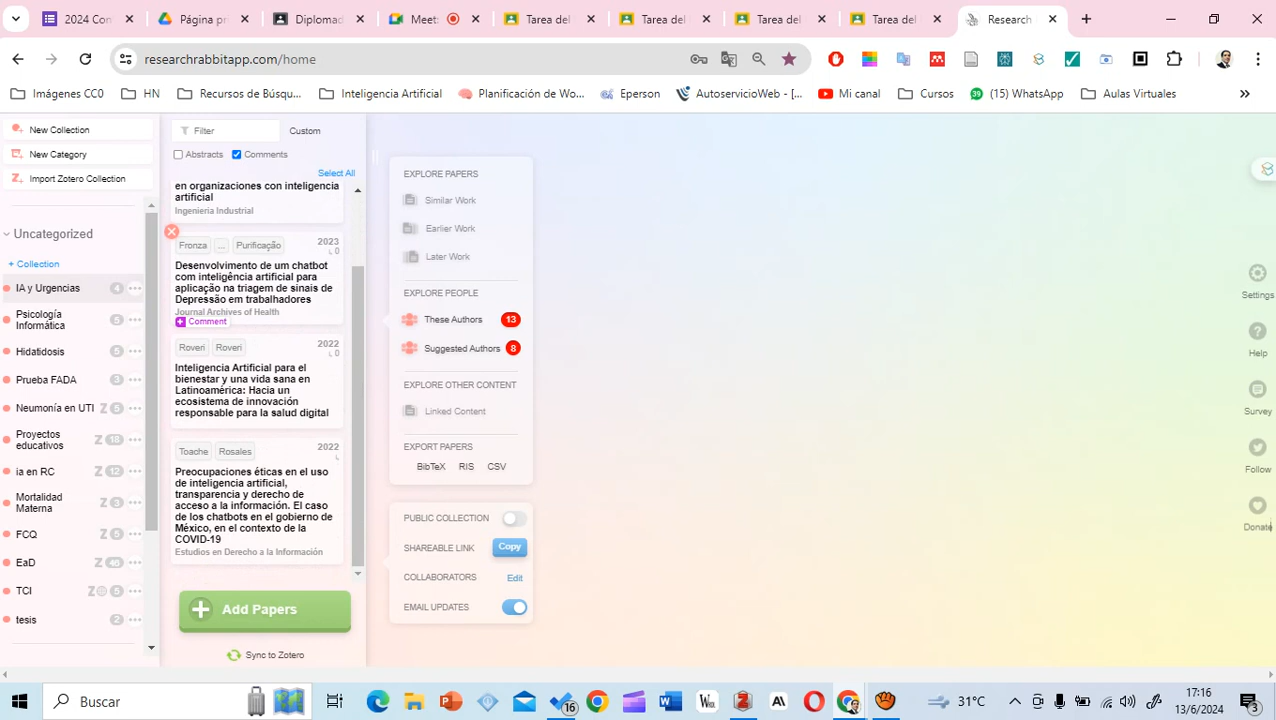 2024 Con
Página pri
Diplomad
Meet:
Tarea del
Tarea del
Tarea del
Tarea del
Research
researchrabbitapp.com/home
Imágenes CC0
HN
Recursos de Búsqu...
Inteligencia Artificial
Planificación de Wo...
Eperson
AutoservicioWeb - [...
Mi canal
Cursos
39
(15) WhatsApp
Aulas Virtuales
New Collection
New Category
Import Zotero Collection
Uncategorized
+ Collection
IA y Urgencias
4
Psicología
Informática
5
Hidatidosis
5
Prueba FADA
3
Neumonía en UTI
Z 5
Proyectos
educativos
Z 18
ia en RC
Z 12
Mortalidad
Materna
Z 3
FCQ
Z 5
EaD
Z 46
TCI
Z 5
tesis
2
Filter
Custom
Abstracts
Comments
Select All
en organizaciones con inteligencia
artificial
Ingenieria Industrial
Fronza
...
Purificação
2023
0
Desenvolvimento de um chatbot
com inteligência artificial para
aplicação na triagem de sinais de
Depressão em trabalhadores
Journal Archives of Health
Comment
Roveri
Roveri
2022
0
Inteligencia Artificial para el
bienestar y una vida sana en
Latinoamérica: Hacia un
ecosistema de innovación
responsable para la salud digital
Toache
Rosales
2022
Preocupaciones éticas en el uso
de inteligencia artificial,
transparencia y derecho de
acceso a la información. El caso
de los chatbots en el gobierno de
México, en el contexto de la
COVID-19
Estudios en Derecho a la Información
Add Papers
Sync to Zotero
EXPLORE PAPERS
Similar Work
Earlier Work
Later Work
EXPLORE PEOPLE
These Authors
13
Suggested Authors
8
EXPLORE OTHER CONTENT
Linked Content
EXPORT PAPERS
BibTeX RIS CSV
PUBLIC COLLECTION
SHAREABLE LINK
Copy
COLLABORATORS
Edit
EMAIL UPDATES
Settings
Help
Survey
Follow
Donate
Buscar
16
31°C
17:16
13/6/2024
3